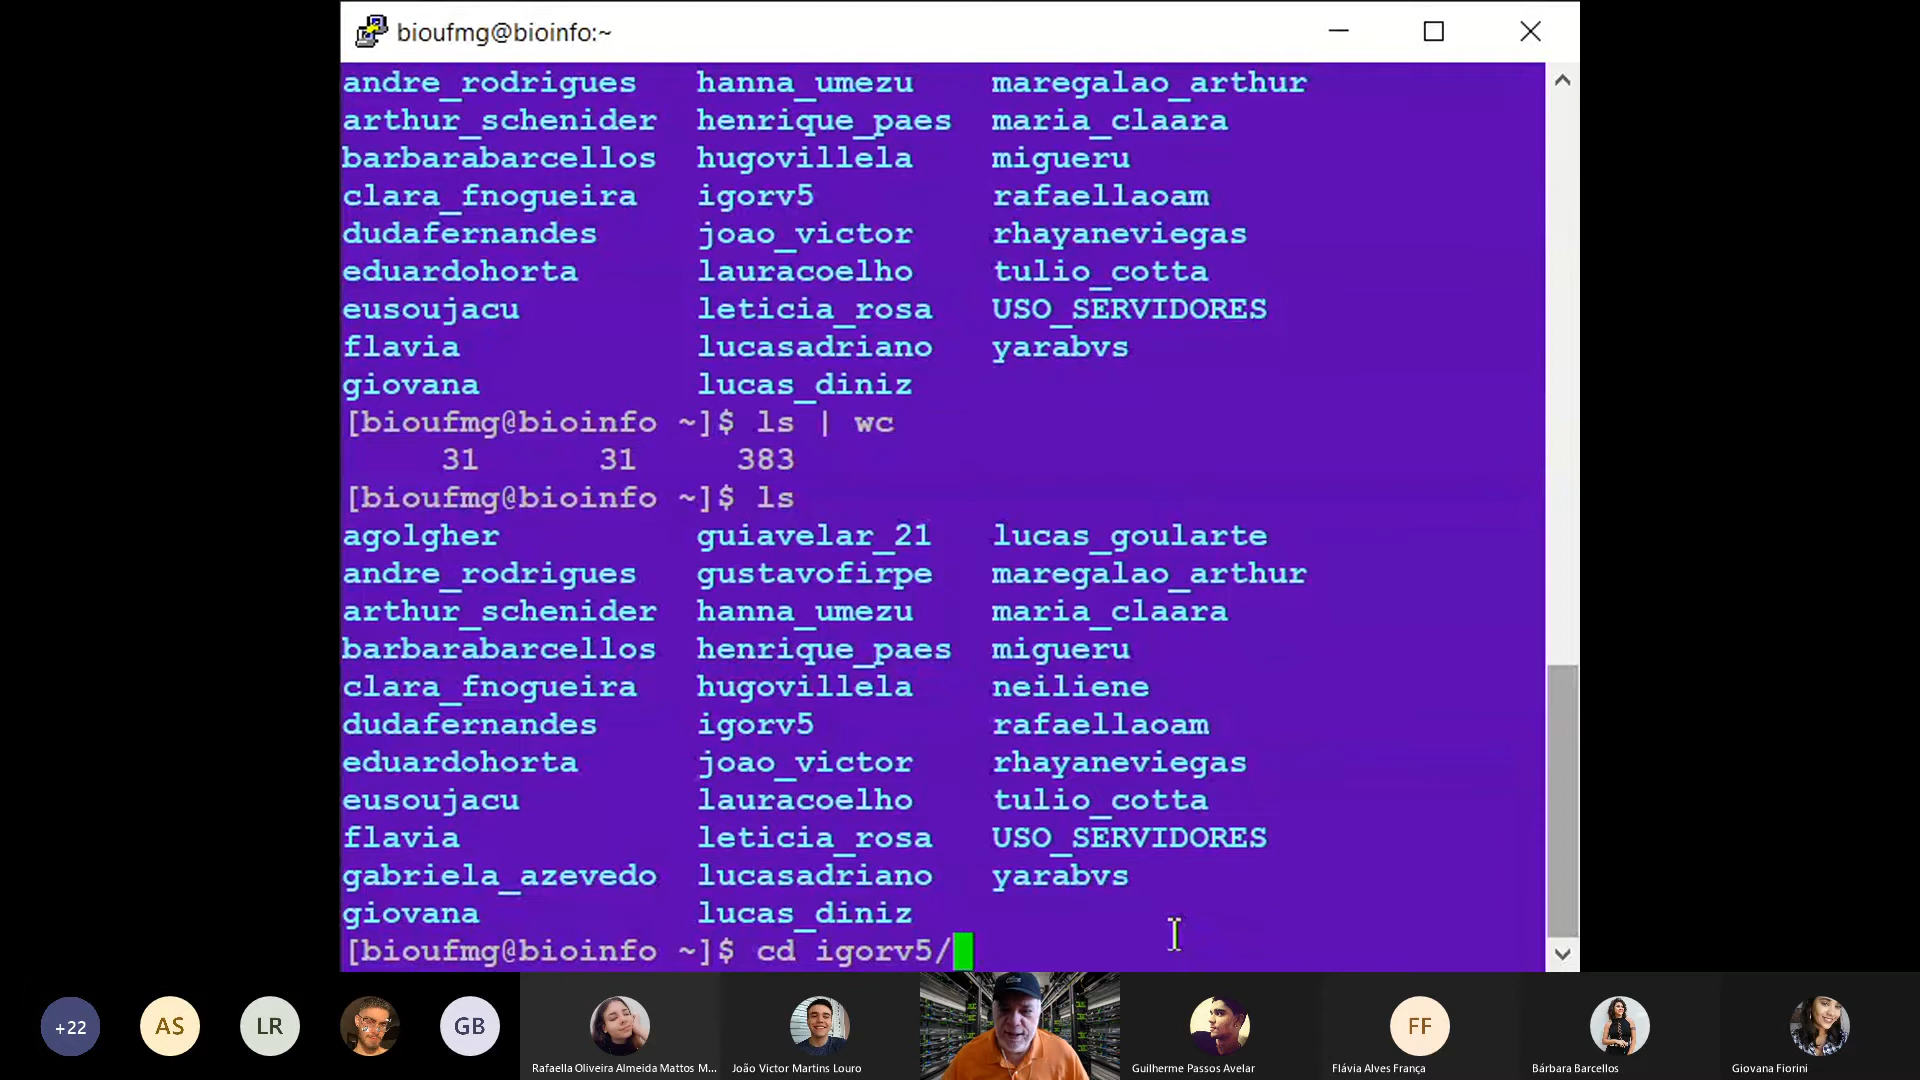 bioufmg@bioinfo:~
andre_rodrigues hanna_umezu maregalao_arthur
arthur_schenider henrique_paes maria_claara
barbarabarcellos hugovillela migueru
clara_fnogueira igorv5 rafaellaoam
dudafernandes joao_victor rhayaneviegas
eduardohorta lauracoelho tulio_cotta
eusoujacu leticia_rosa USO_SERVIDORES
flavia lucasadriano yarabvs
giovana lucas_diniz
[bioufmg@bioinfo ~]$ ls | wc
31 31 383
[bioufmg@bioinfo ~]$ ls
agolgher guiavelar_21 lucas_goularte
andre_rodrigues gustavofirpe maregalao_arthur
arthur_schenider hanna_umezu maria_claara
barbarabarcellos henrique_paes migueru
clara_fnogueira hugovillela neiliene
dudafernandes igorv5 rafaellaoam
eduardohorta joao_victor rhayaneviegas
eusoujacu lauracoelho tulio_cotta
flavia leticia_rosa USO_SERVIDORES
gabriela_azevedo lucasadriano yarabvs
giovana lucas_diniz
[bioufmg@bioinfo ~]$ cd igorv5/
+22 AS LR GB FF
Rafaella Oliveira Almeida Mattos M... João Victor Martins Louro Guilherme Passos Avelar Flávia Alves França Bárbara Barcellos Giovana Fiorini